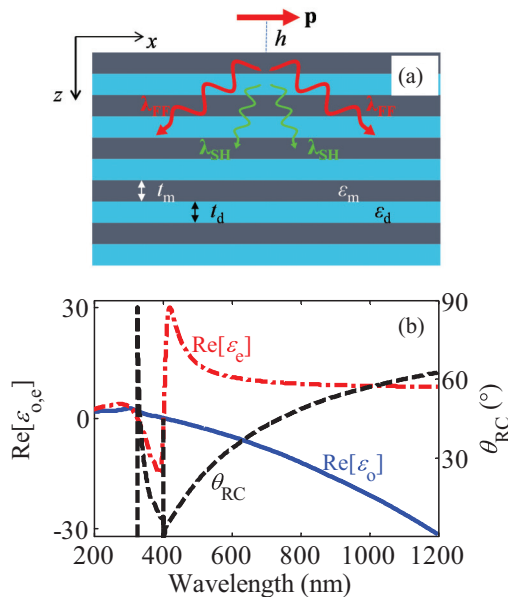 p
x
h
(a)
z
λFF
λFF
λSH
λSH
tm
εm
td
εd
30
90
(b)
Re[εe]
Re[εo,e]
60
θRC (°)
0
30
Re[εo]
θRC
-30
200 400 600 800 1000 1200
Wavelength (nm)